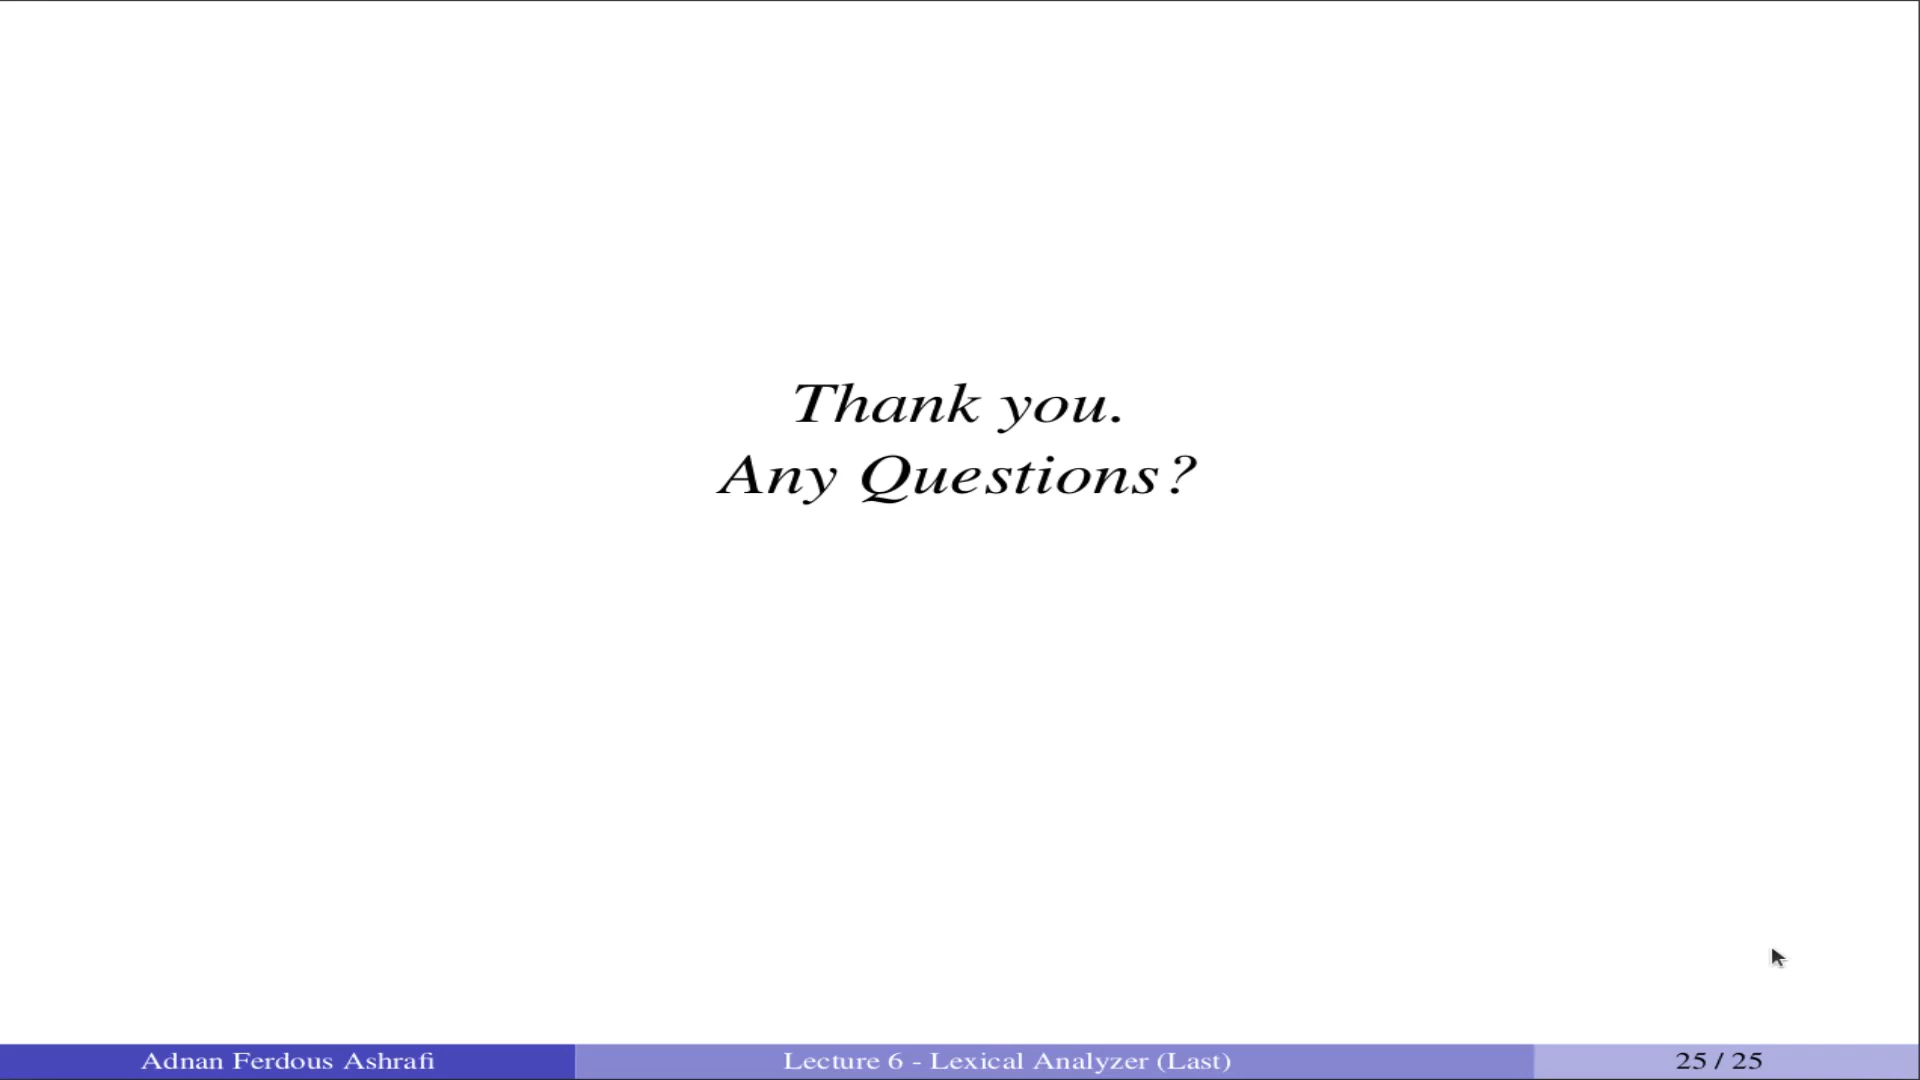 Thank you.
Any Questions?
Adnan Ferdous Ashrafi
Lecture 6 - Lexical Analyzer (Last)
25 / 25